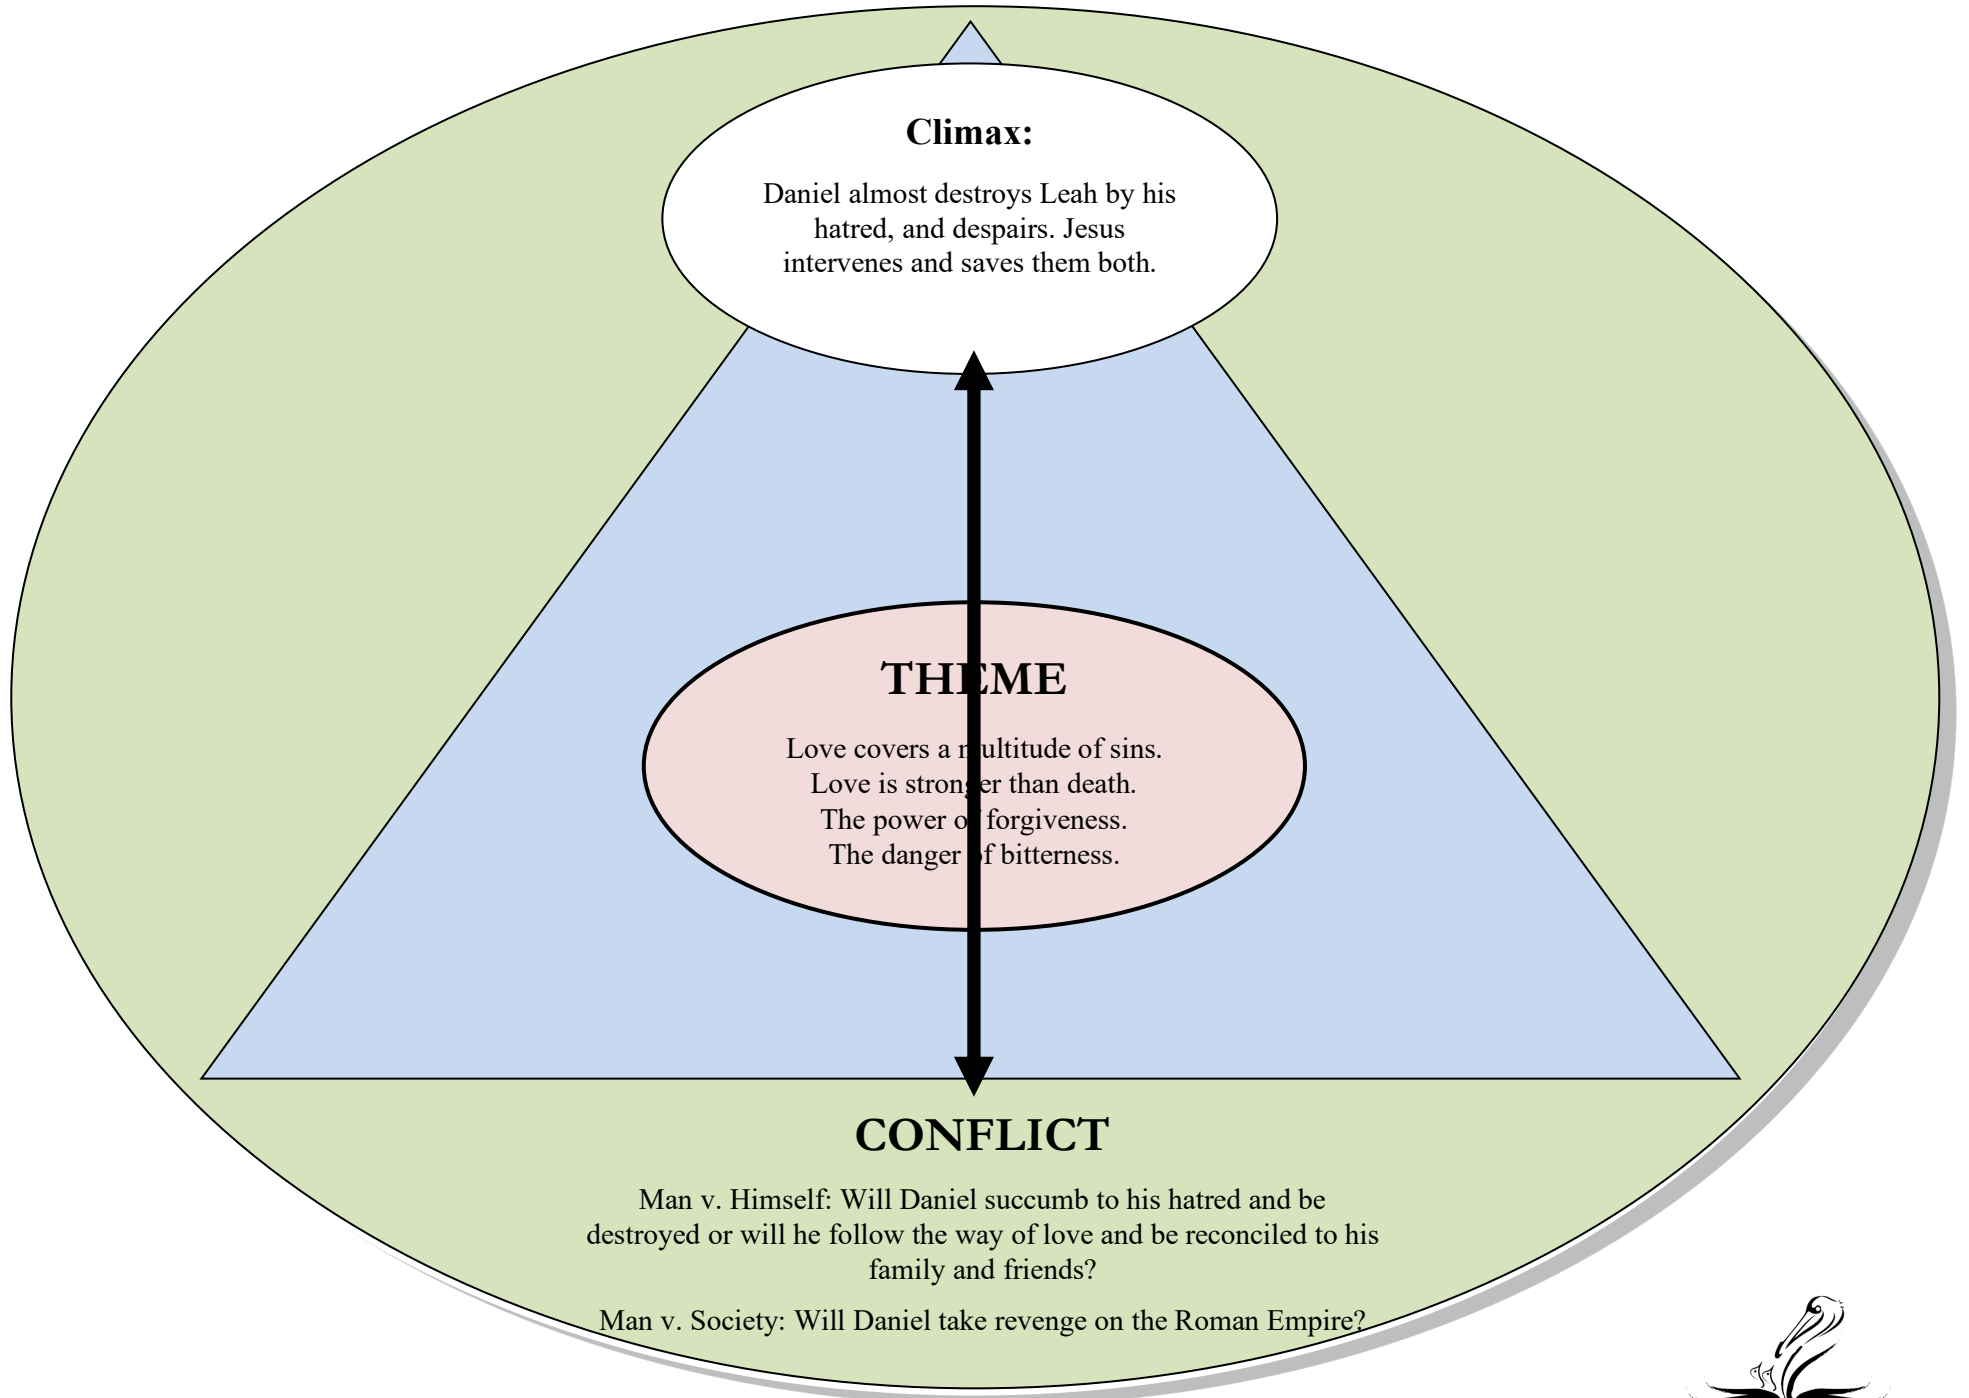 Climax:
Daniel almost destroys Leah by his
hatred, and despairs. Jesus
intervenes and saves them both.
THEME
Love covers a multitude of sins.
Love is stronger than death.
The power of forgiveness.
The danger of bitterness.
CONFLICT
Man v. Himself: Will Daniel succumb to his hatred and be
destroyed or will he follow the way of love and be reconciled to his
family and friends?
Man v. Society: Will Daniel take revenge on the Roman Empire?